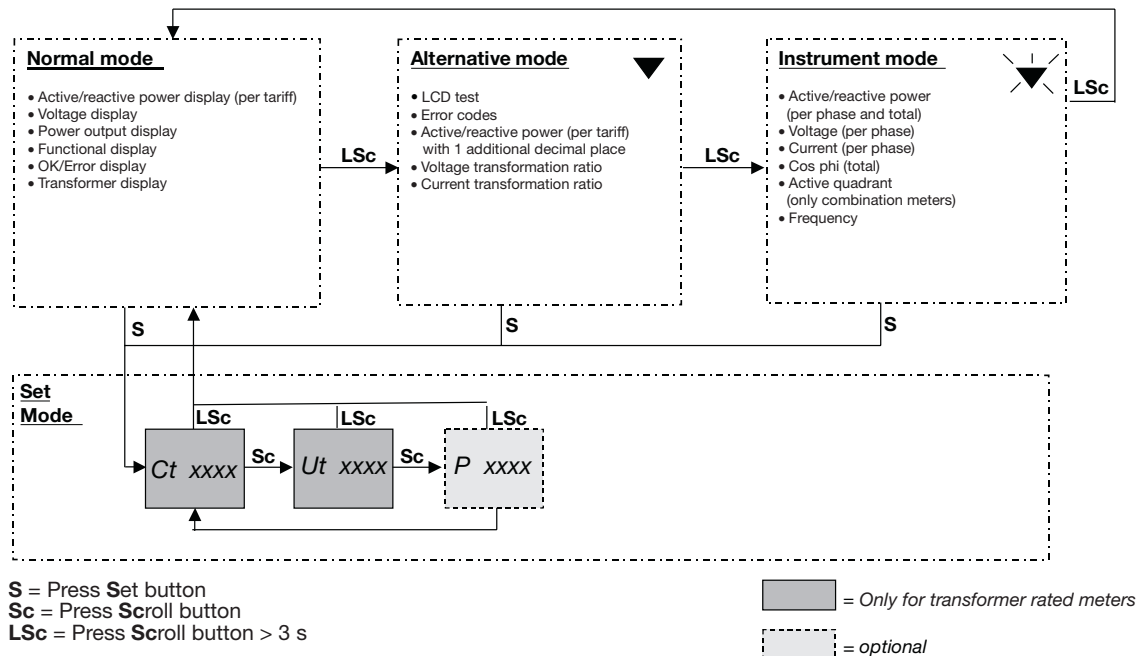 Normal mode
• Active/reactive power display (per tariff)
• Voltage display
• Power output display
• Functional display
• OK/Error display
• Transformer display
LSc
Alternative mode
• LCD test
• Error codes
• Active/reactive power (per tariff)
with 1 additional decimal place
• Voltage transformation ratio
• Current transformation ratio
LSc
Instrument mode
• Active/reactive power
(per phase and total)
• Voltage (per phase)
• Current (per phase)
• Cos phi (total)
• Active quadrant
(only combination meters)
• Frequency
LSc
S
S
S
Set
Mode
LSc
LSc
LSc
Ct xxxx
Sc
Ut xxxx
Sc
P xxxx
S = Press Set button
Sc = Press Scroll button
LSc = Press Scroll button > 3 s
= Only for transformer rated meters
= optional